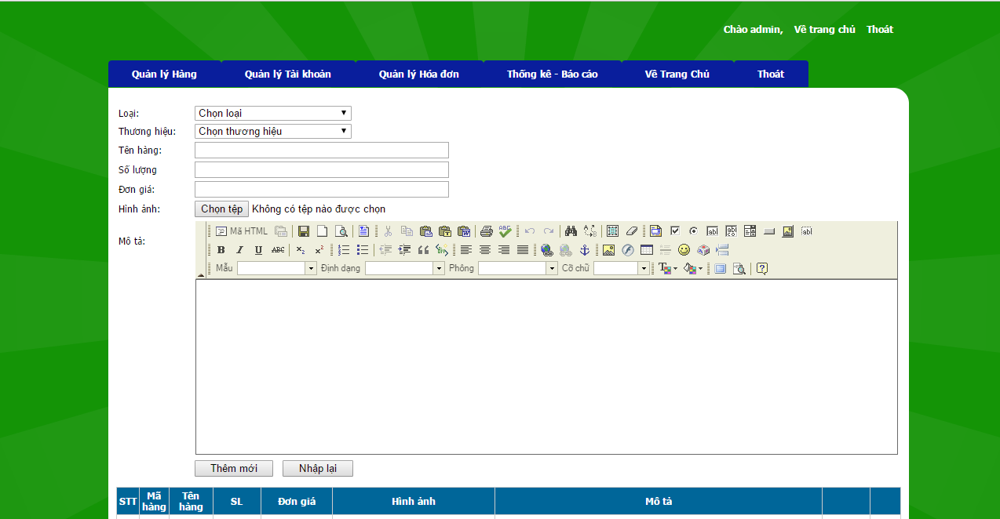 Chào admin, Về trang chủ Thoát
Quản lý Hàng Quản lý Tài khoản Quản lý Hóa đơn Thống kê - Báo cáo Về Trang Chủ Thoát
Loại: Chọn loại
Thương hiệu: Chọn thương hiệu
Tên hàng:
Số lượng
Đơn giá:
Hình ảnh: Chọn tệp Không có tệp nào được chọn
Mô tả:
Mã HTML
B I U ABC X₂ X²
Mẫu Định dạng Phông Cỡ chữ
Thêm mới Nhập lại
STT Mã hàng Tên hàng SL Đơn giá Hình ảnh Mô tả